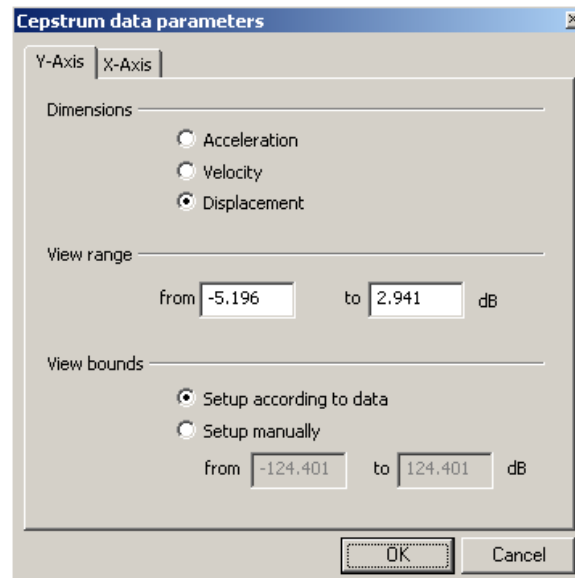 Cepstrum data parameters
Y-Axis X-Axis
Dimensions
Acceleration
Velocity
Displacement
View range
from -5.196 to 2.941 dB
View bounds
Setup according to data
Setup manually
from -124.401 to 124.401 dB
OK Cancel